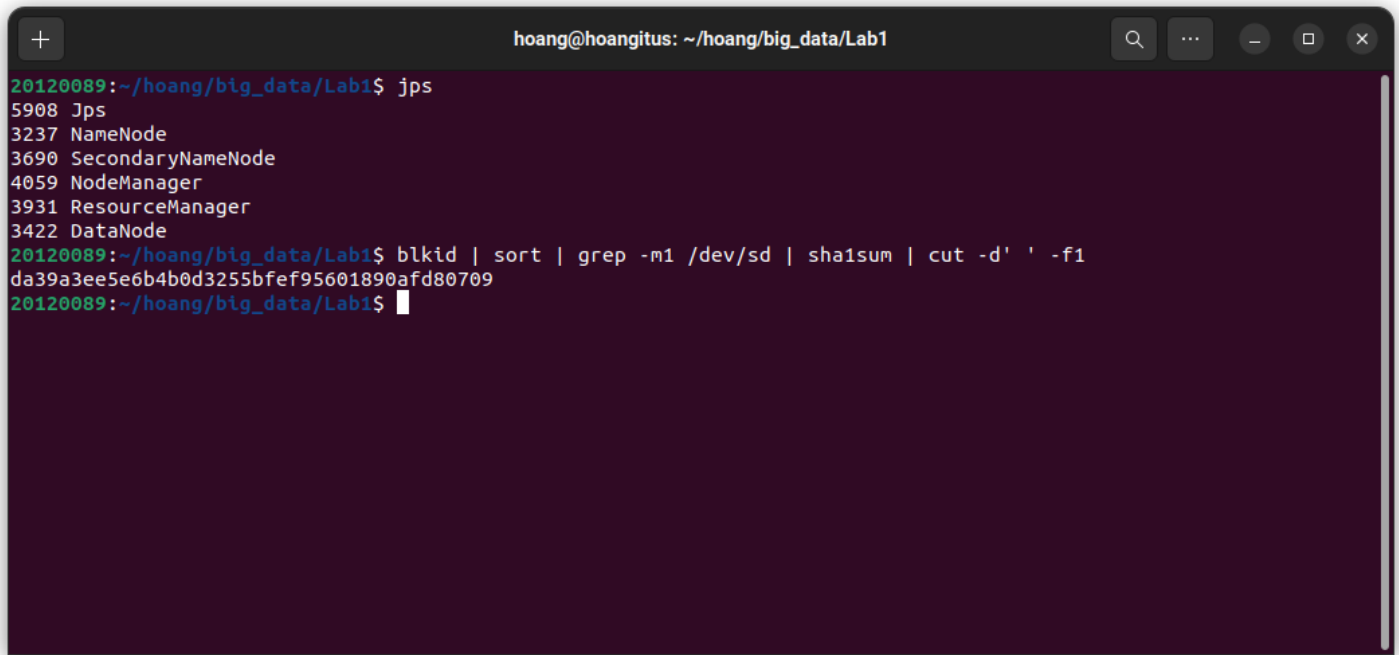 hoang@hoangitus: ~/hoang/big_data/Lab1
20120089:~/hoang/big_data/Lab1$ jps
5908 Jps
3237 NameNode
3690 SecondaryNameNode
4059 NodeManager
3931 ResourceManager
3422 DataNode
20120089:~/hoang/big_data/Lab1$ blkid | sort | grep -m1 /dev/sd | sha1sum | cut -d' ' -f1
da39a3ee5e6b4b0d3255bfef95601890afd80709
20120089:~/hoang/big_data/Lab1$